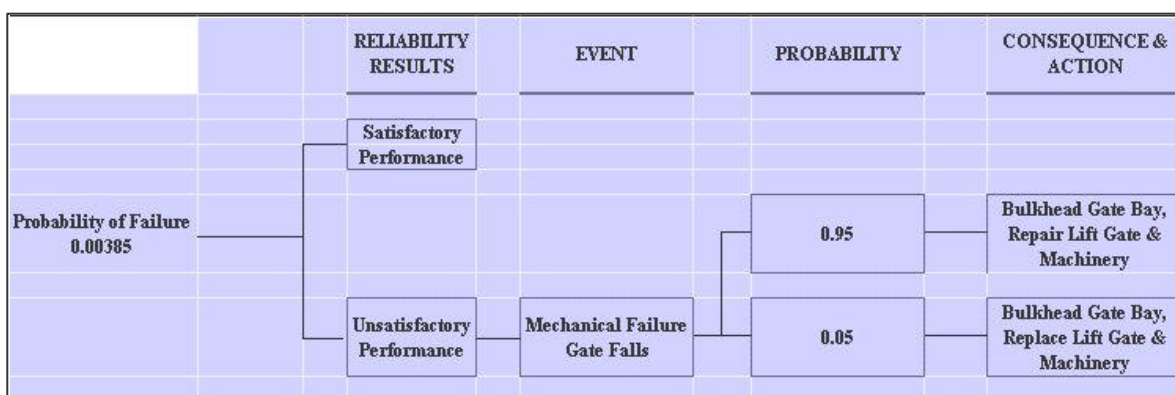 RELIABILITY
RESULTS
EVENT
PROBABILITY
CONSEQUENCE &
ACTION
Satisfactory
Performance
Probability of Failure
0.00385
0.95
Bulkhead Gate Bay,
Repair Lift Gate &
Machinery
Unsatisfactory
Performance
Mechanical Failure
Gate Falls
0.05
Bulkhead Gate Bay,
Replace Lift Gate &
Machinery